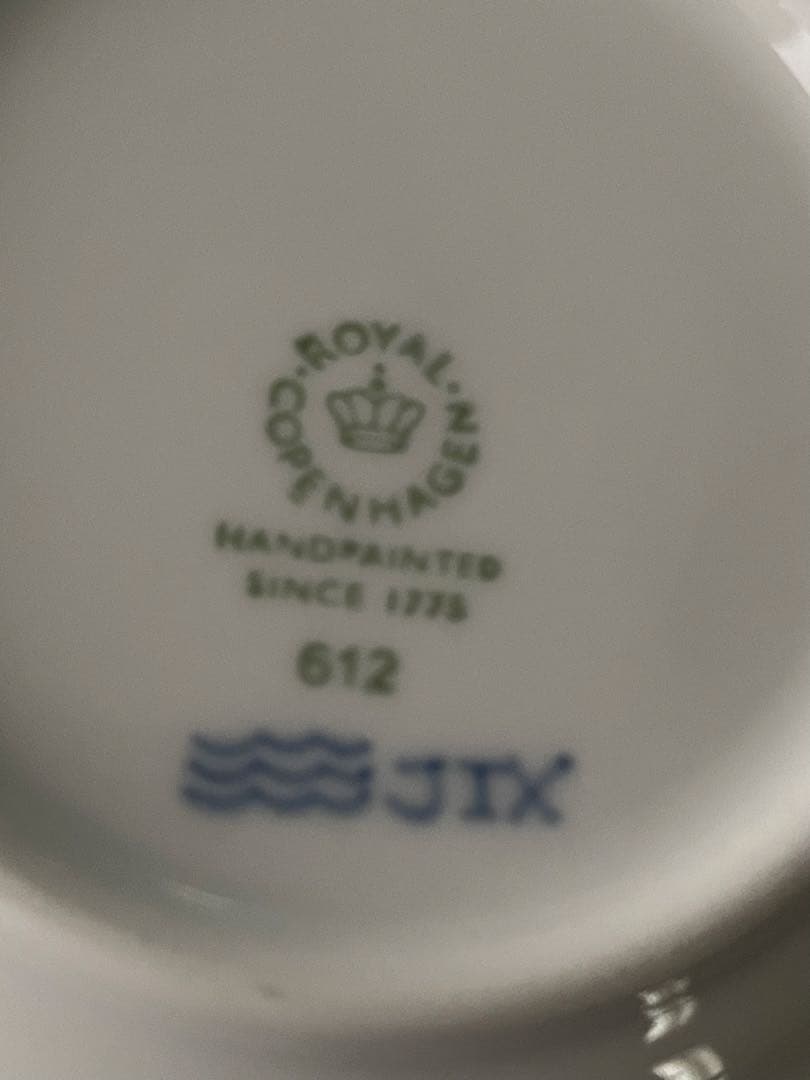 ROYAL · COPENHAGEN ·
HANDPAINTED
SINCE 1775
612
JIX